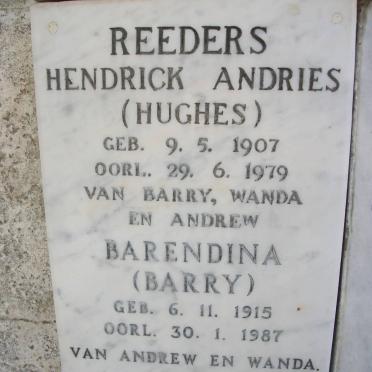 REEDERS
HENDRICK ANDRIES
(HUGHES)
GEB. 9. 5. 1907
OORL. 29. 6. 1979
VAN BARRY, WANDA
EN ANDREW
BARENDINA
(BARRY)
GEB. 6. 11. 1915
OORL. 30. 1. 1987
VAN ANDREW EN WANDA.